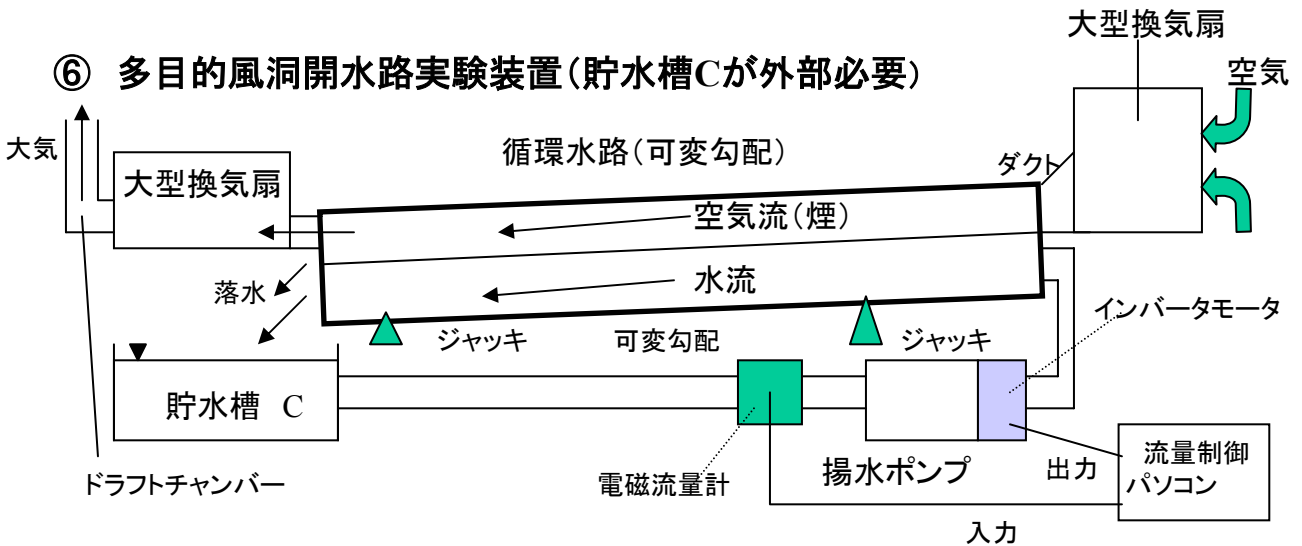 大型換気扇
⑥ 多目的風洞開水路実験装置(貯水槽Cが外部必要)
空気
大気
循環水路(可変勾配)
ダクト
大型換気扇
空気流(煙)
水流
落水
インバータモータ
ジャッキ
可変勾配
ジャッキ
貯水槽 C
ドラフトチャンバー
電磁流量計
揚水ポンプ
出力
流量制御
パソコン
入力